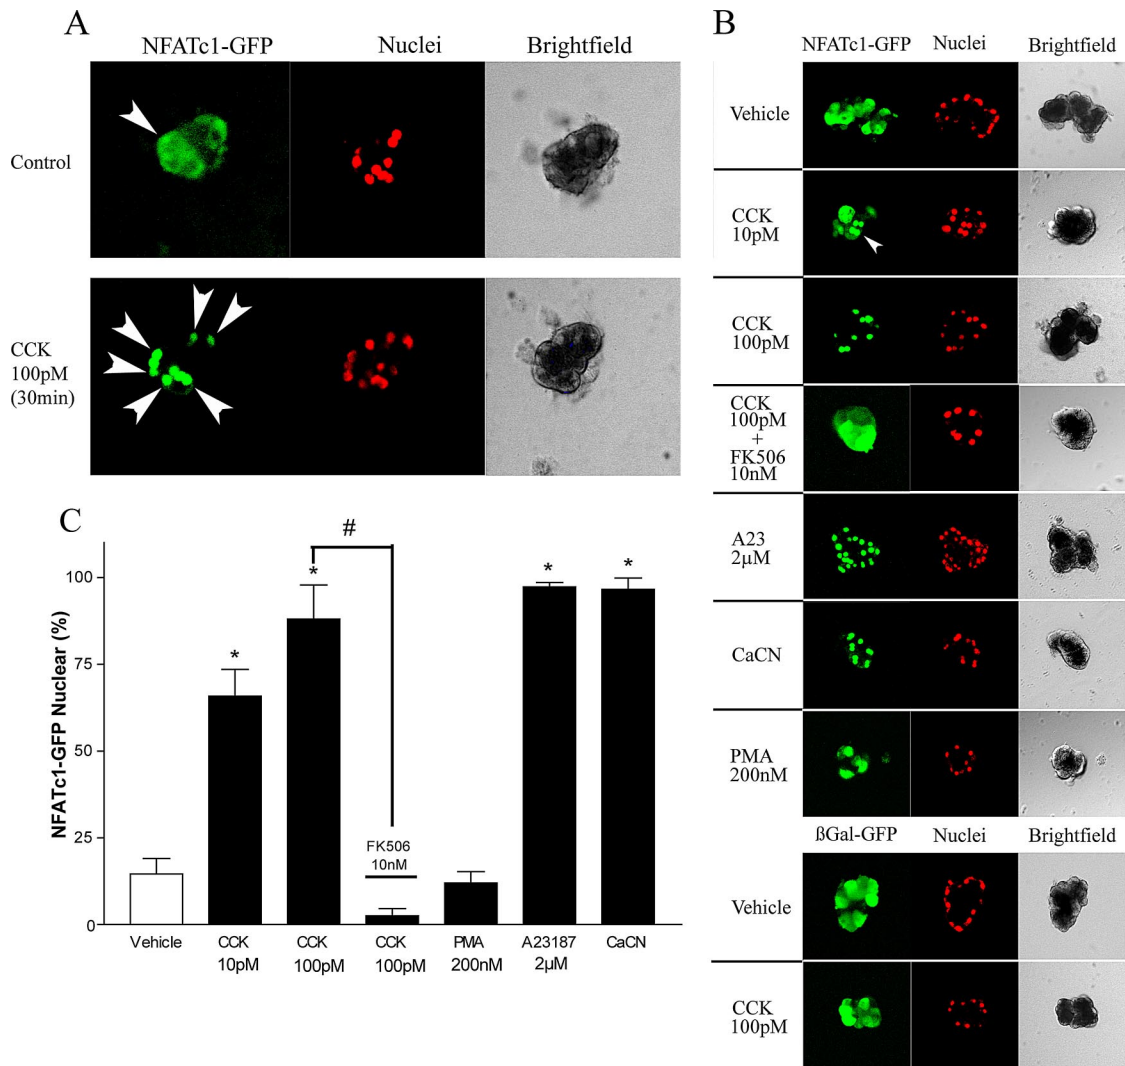 A
NFATc1-GFP Nuclei Brightfield
Control
CCK
100pM
(30min)
B
NFATc1-GFP Nuclei Brightfield
Vehicle
CCK
10pM
CCK
100pM
CCK
100pM
+
FK506
10nM
A23
2µM
CaCN
PMA
200nM
ßGal-GFP Nuclei Brightfield
Vehicle
CCK
100pM
C
#
NFATc1-GFP Nuclear (%)
100
75
50
25
0
*
*
*
*
FK506
10nM
Vehicle CCK CCK CCK PMA A23187 CaCN
10pM 100pM 100pM 200nM 2µM